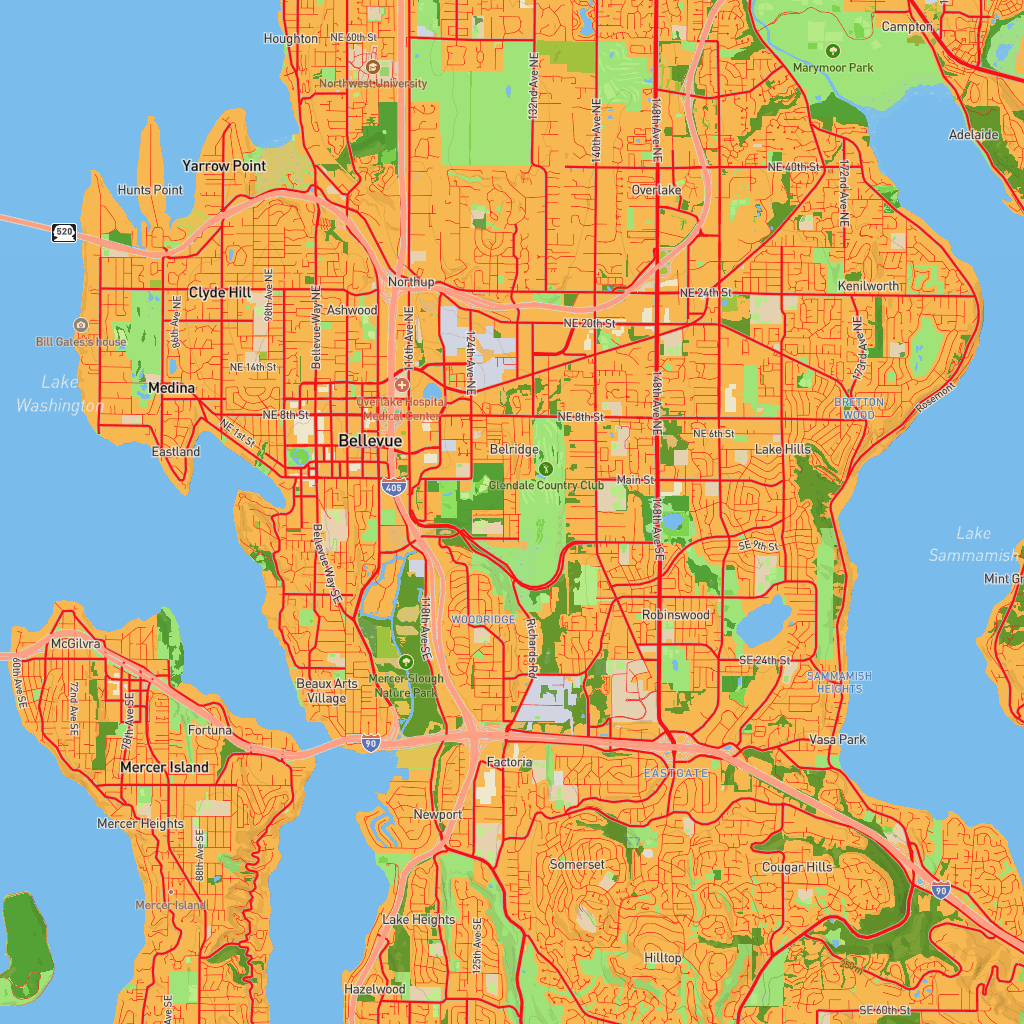 Campton
Houghton
NE 60th St
Marymoor Park
Northwest University
132nd Ave NE
140th Ave NE
148th Ave NE
Adelaide
Yarrow Point
NE 40th St
172nd Ave NE
Hunts Point
Overlake
520
Northup
Clyde Hill
98th Ave NE
NE 24th St
Kenilworth
Ashwood
86th Ave NE
Bellevue Way NE
116th Ave NE
NE 20th St
Bill Gates's house
124th Ave NE
173rd Ave NE
NE 14th St
Lake
Washington
Medina
148th Ave NE
Rosemont
Overlake Hospital
Medical Center
BRETTON
WOOD
NE 8th St
NE 8th St
NE 1st St
NE 6th St
Bellevue
Eastland
Belridge
Lake Hills
Glendale Country Club
Main St
405
148th Ave SE
Lake
Sammamish
SE 9th St
Bellevue Way SE
Mint Gr
118th Ave SE
WOODRIDGE
Robinswood
McGilvra
Richards Rd
60th Ave SE
SE 24th St
72nd Ave SE
Beaux Arts
Village
Mercer Slough
Nature Park
SAMMAMISH
HEIGHTS
78th Ave SE
Fortuna
90
Vasa Park
Mercer Island
Factoria
EASTGATE
Newport
Mercer Heights
88th Ave SE
Somerset
Cougar Hills
90
Mercer Island
Lake Heights
125th Ave SE
Hilltop
250m
Hazelwood
Ave SE
SE 60th St